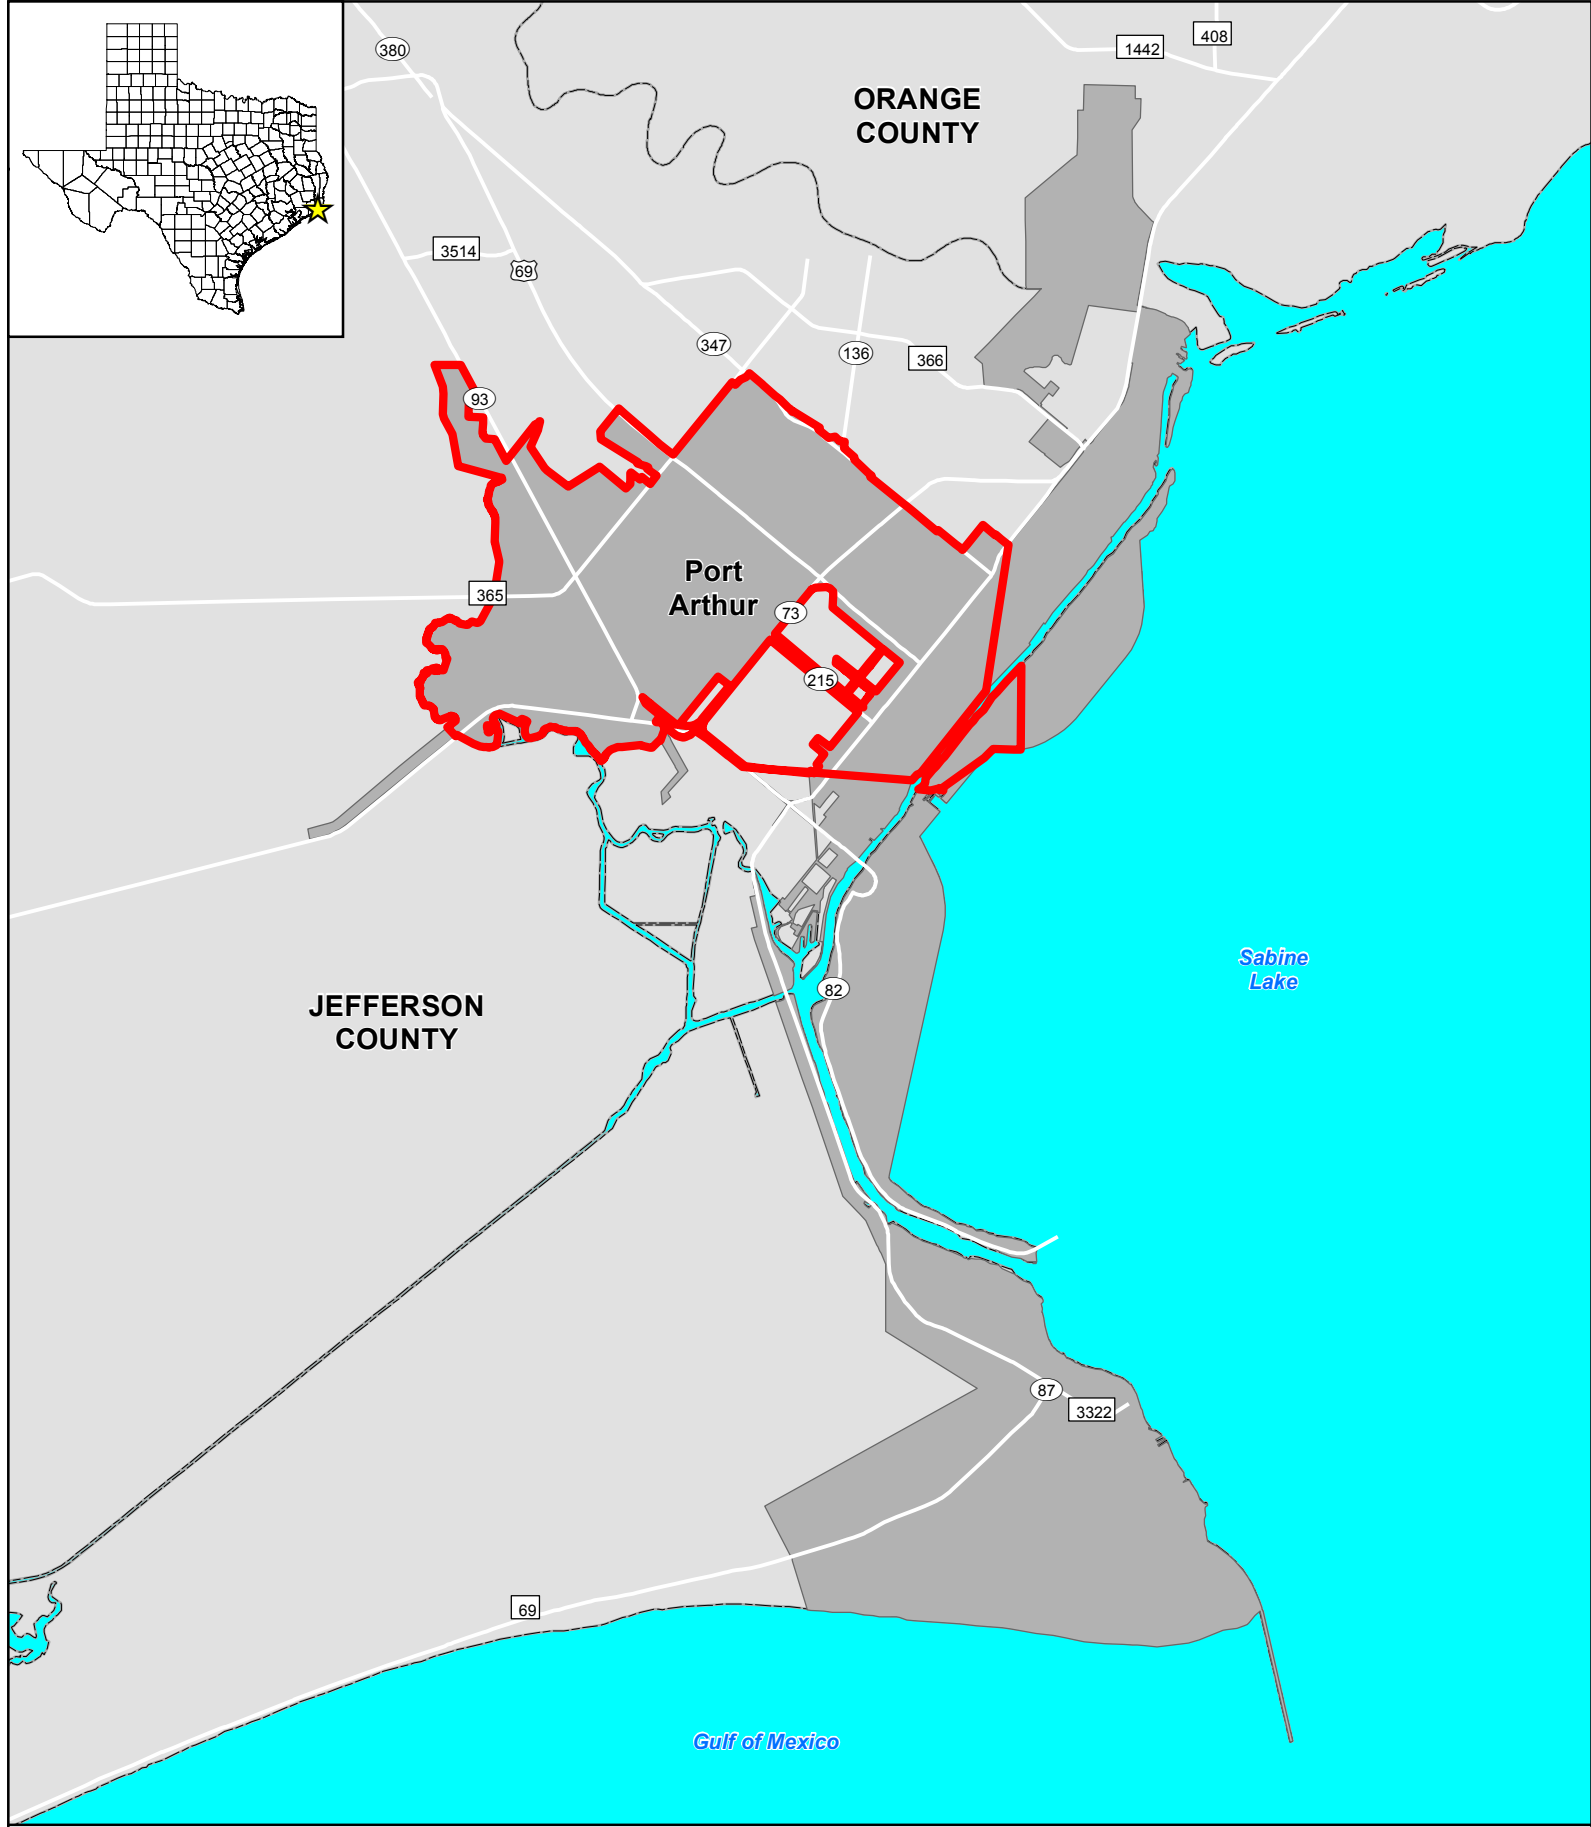 380
1442
408
ORANGE
COUNTY
3514
69
347
136
366
93
Port
Arthur
365
73
215
Sabine
Lake
82
JEFFERSON
COUNTY
87
3322
69
Gulf of Mexico